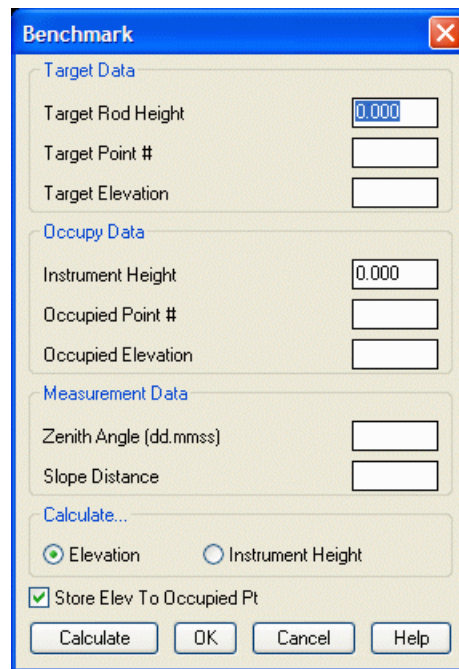 Benchmark
Target Data
Target Rod Height 0.000
Target Point #
Target Elevation
Occupy Data
Instrument Height 0.000
Occupied Point #
Occupied Elevation
Measurement Data
Zenith Angle (dd.mmss)
Slope Distance
Calculate...
Elevation Instrument Height
Store Elev To Occupied Pt
Calculate OK Cancel Help